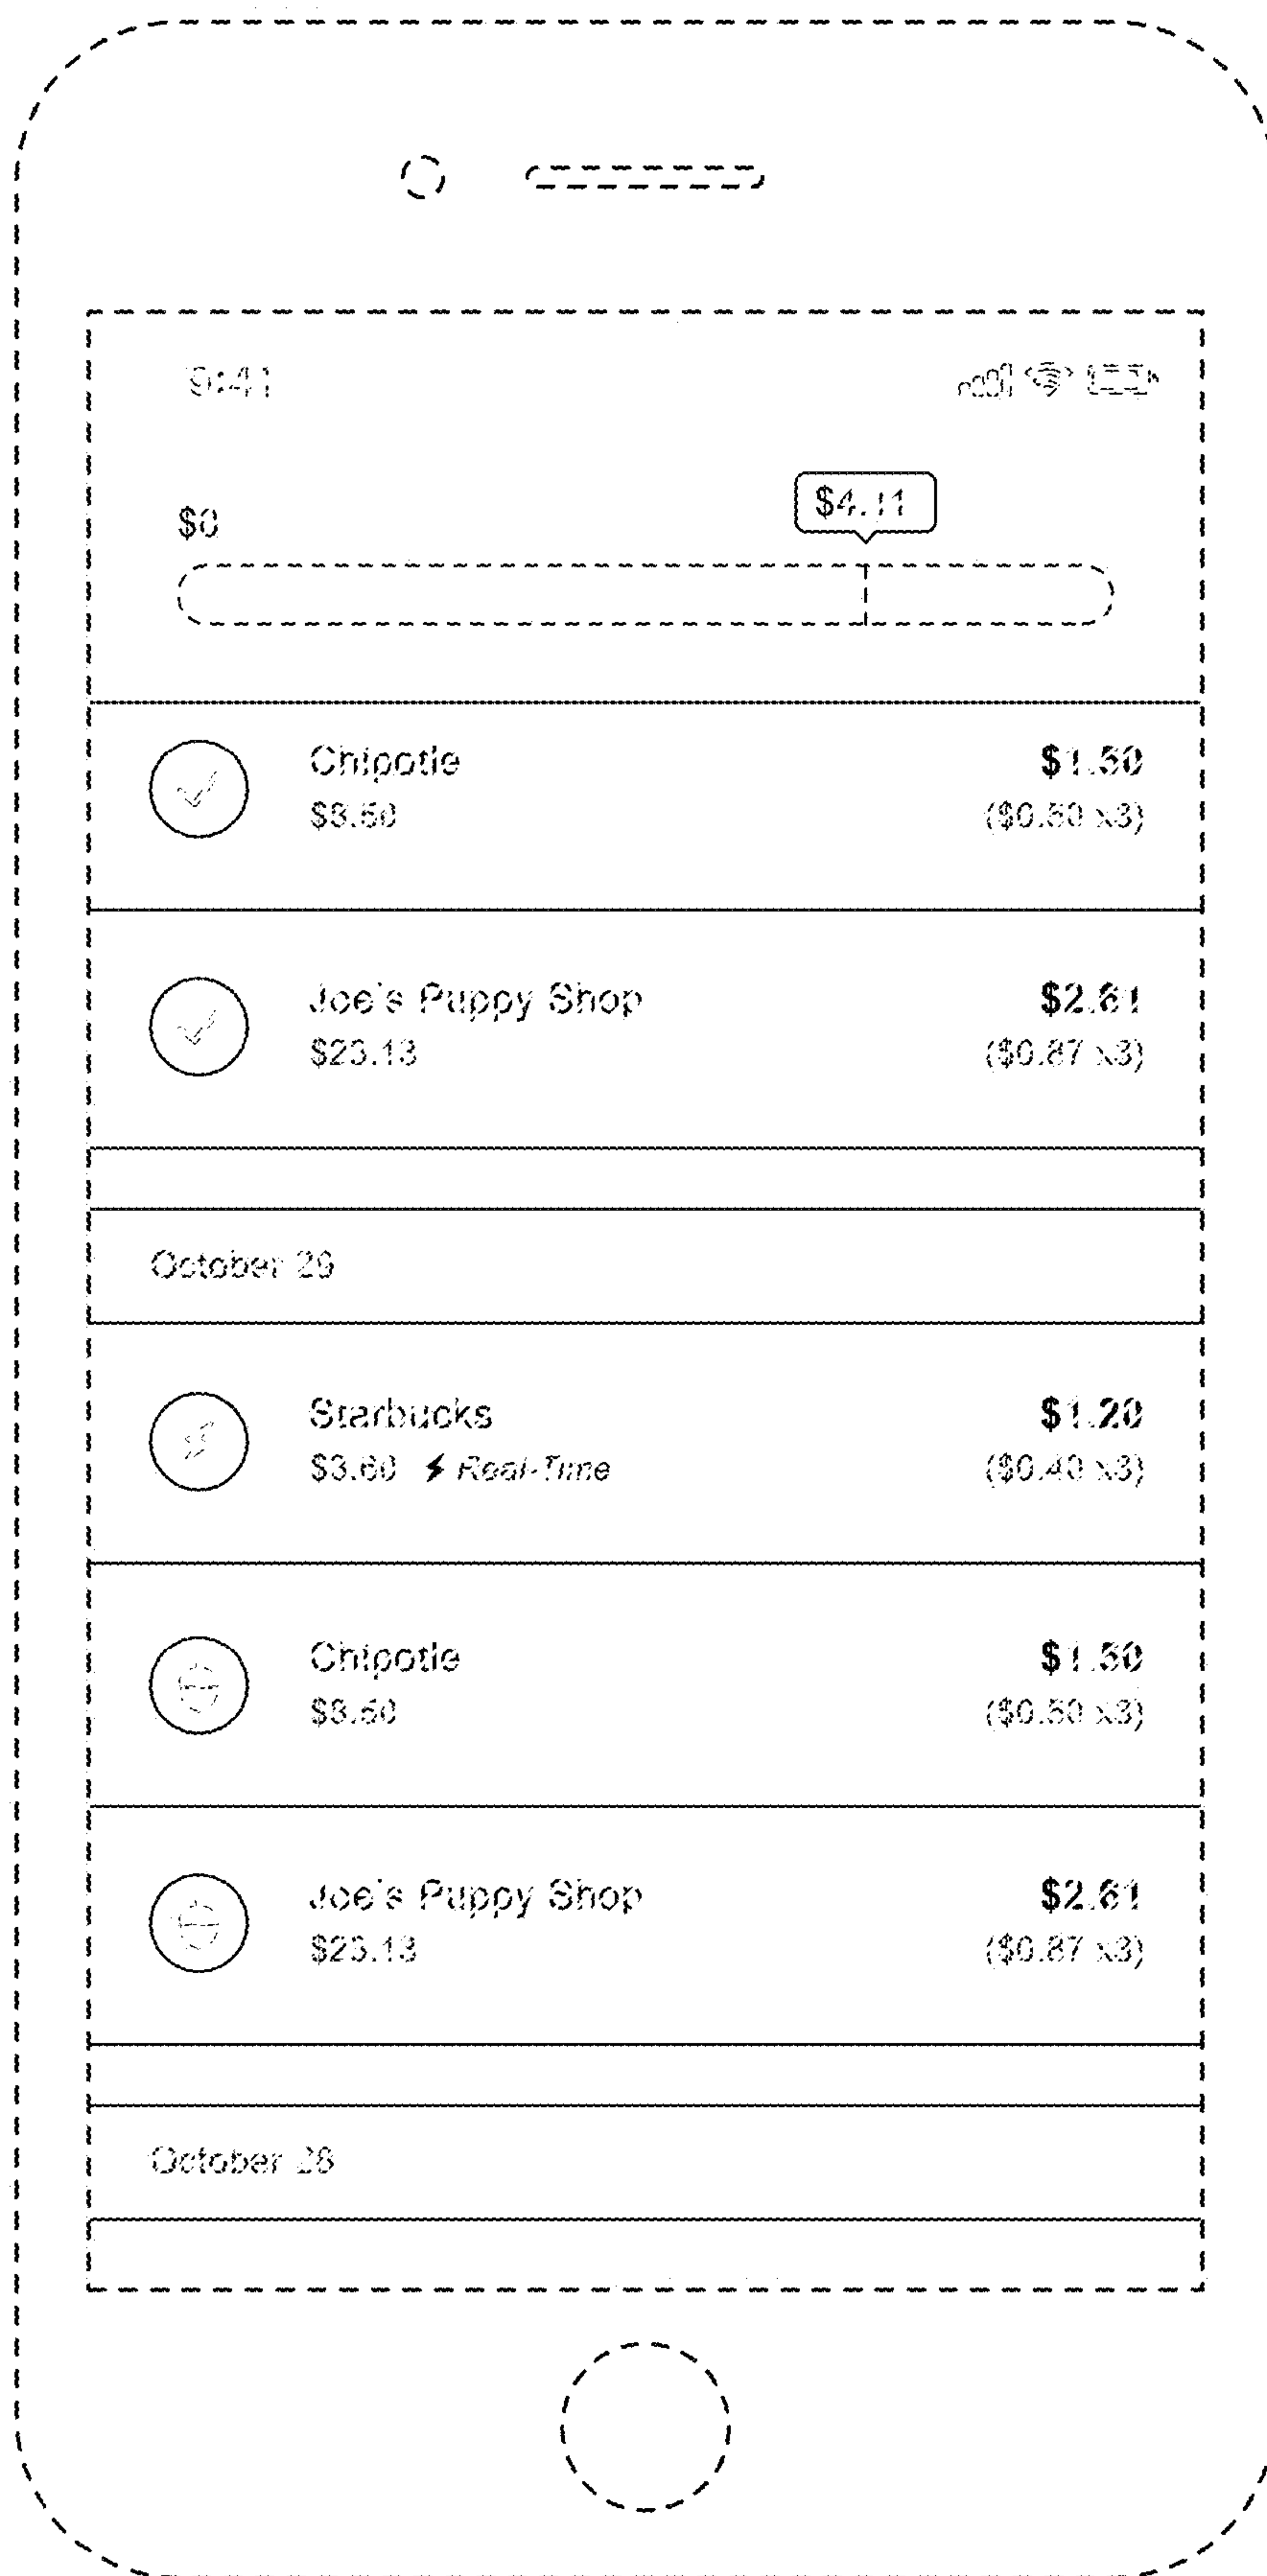 9:41
$0
$4.11
Chipotle
$1.50
$8.50
($0.50 x3)
Joe's Puppy Shop
$2.61
$23.13
($0.87 x3)
October 29
Starbucks
$1.20
$3.60 Real-Time
($0.40 x3)
Chipotle
$1.50
$8.50
($0.50 x3)
Joe's Puppy Shop
$2.61
$23.13
($0.87 x3)
October 28